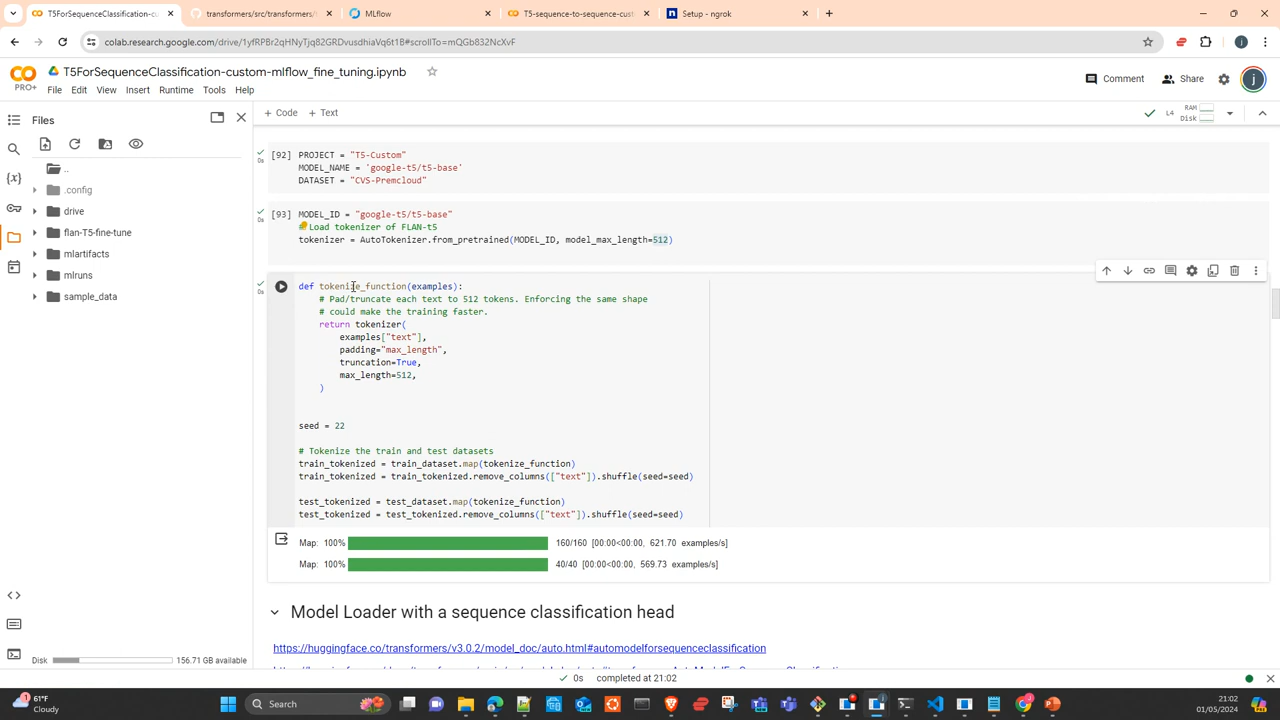 T5ForSequenceClassification-cu
transformers/src/transformers/
MLflow
T5-sequence-to-sequence-cust
Setup - ngrok
colab.research.google.com/drive/1yfRPBr2qHNyTjq82GRDvusdhiaVq6t1B#scrollTo=mQGb832NcXvF
T5ForSequenceClassification-custom-mlflow_fine_tuning.ipynb
PRO+
File Edit View Insert Runtime Tools Help
Comment
Share
j
Files
+ Code + Text
L4
RAM
Disk
..
.config
drive
flan-T5-fine-tune
mlartifacts
mlruns
sample_data
[92] PROJECT = "T5-Custom"
0s
MODEL_NAME = 'google-t5/t5-base'
DATASET = "CVS-Premcloud"
[93] MODEL_ID = "google-t5/t5-base"
0s
# Load tokenizer of FLAN-t5
tokenizer = AutoTokenizer.from_pretrained(MODEL_ID, model_max_length=512)
0s
def tokenize_function(examples):
# Pad/truncate each text to 512 tokens. Enforcing the same shape
# could make the training faster.
return tokenizer(
examples["text"],
padding="max_length",
truncation=True,
max_length=512,
)
seed = 22
# Tokenize the train and test datasets
train_tokenized = train_dataset.map(tokenize_function)
train_tokenized = train_tokenized.remove_columns(["text"]).shuffle(seed=seed)
test_tokenized = test_dataset.map(tokenize_function)
test_tokenized = test_tokenized.remove_columns(["text"]).shuffle(seed=seed)
Map: 100% 160/160 [00:00<00:00, 621.70 examples/s]
Map: 100% 40/40 [00:00<00:00, 569.73 examples/s]
Model Loader with a sequence classification head
https://huggingface.co/transformers/v3.0.2/model_doc/auto.html#automodelforsequenceclassification
Disk 156.71 GB available
0s completed at 21:02
61°F
Cloudy
Search
21:02
01/05/2024